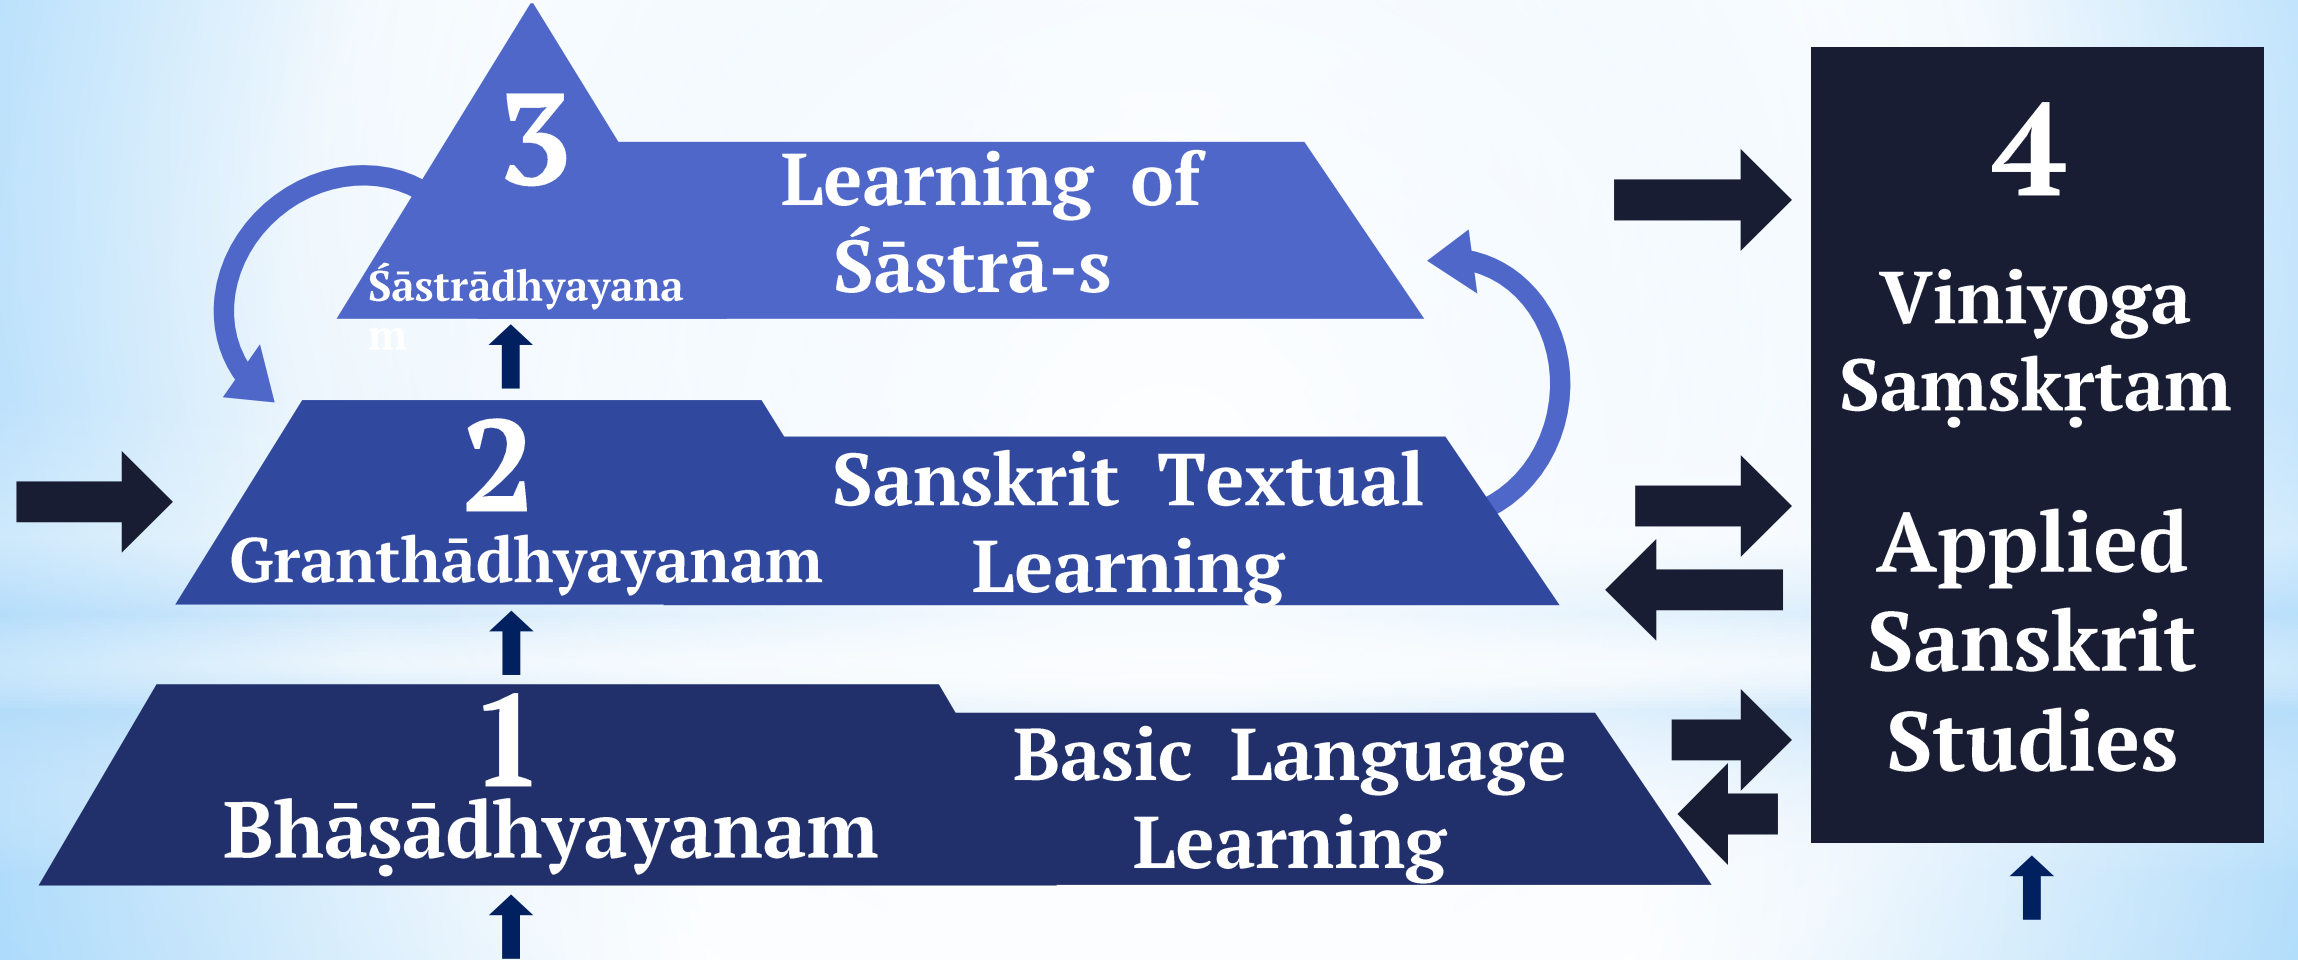 3
Śāstrādhyayana
m
Learning of
Śāstrā-s
2
Granthādhyayanam
Sanskrit Textual
Learning
1
Bhāṣādhyayanam
Basic Language
Learning
4
Viniyoga
Saṃskṛtam
Applied
Sanskrit
Studies